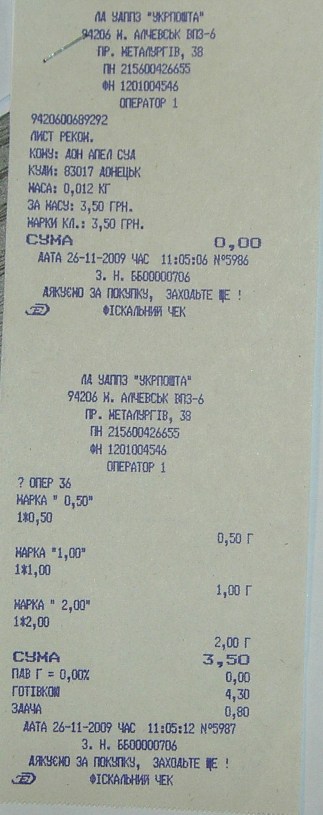 ЛА УДППЗ "УКРПОШТА"
94206 М. АЛЧЕВСЬК ВПЗ-6
ПР. МЕТАЛУРГІВ, 38
ПН 215600426655
ФН 1201004546
ОПЕРАТОР 1
9420600689292
ЛИСТ РЕКОМ.
КОМУ: ДОН АПЕЛ СУД
КУДИ: 83017 ДОНЕЦЬК
МАСА: 0,012 КГ
ЗА МАСУ: 3,50 ГРН.
МАРКИ КЛ.: 3,50 ГРН.
СУМА 0,00
ДАТА 26-11-2009 ЧАС 11:05:06 №5986
З. Н. ББ00000706
ДЯКУЄМО ЗА ПОКУПКУ, ЗАХОДЬТЕ ЩЕ !
ФІСКАЛЬНИЙ ЧЕК
ЛА УДППЗ "УКРПОШТА"
94206 М. АЛЧЕВСЬК ВПЗ-6
ПР. МЕТАЛУРГІВ, 38
ПН 215600426655
ФН 1201004546
ОПЕРАТОР 1
? ОПЕР 36
МАРКА " 0,50"
1*0,50
0,50 Г
МАРКА "1,00"
1*1,00
1,00 Г
МАРКА " 2,00"
1*2,00
2,00 Г
СУМА 3,50
ПДВ Г = 0,00% 0,00
ГОТІВКОЮ 4,30
ЗДАЧА 0,80
ДАТА 26-11-2009 ЧАС 11:05:12 №5987
З. Н. ББ00000706
ДЯКУЄМО ЗА ПОКУПКУ, ЗАХОДЬТЕ ЩЕ !
ФІСКАЛЬНИЙ ЧЕК